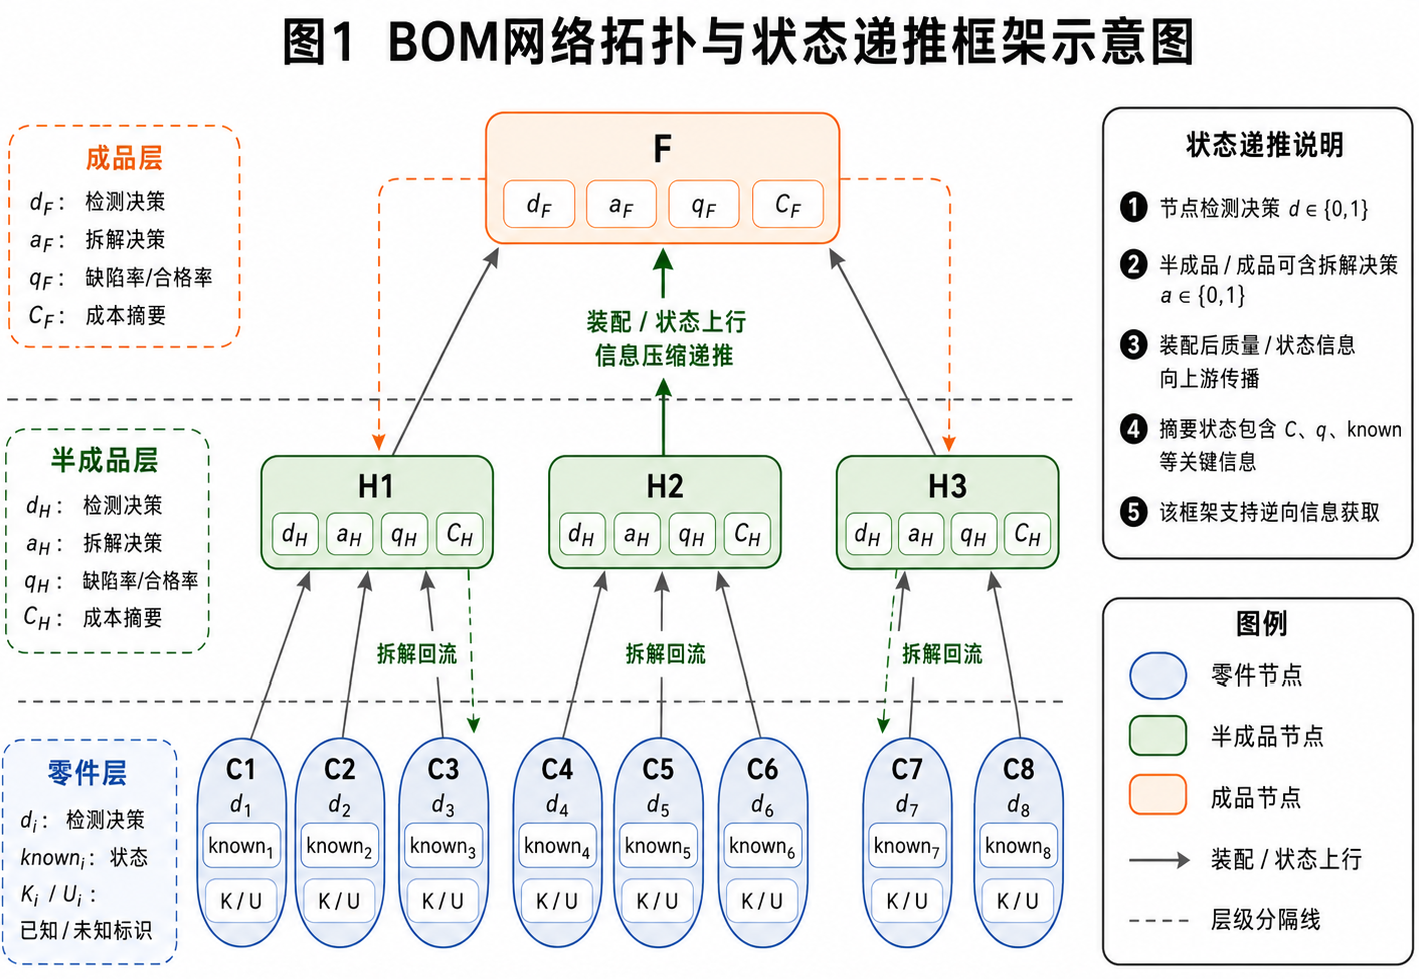 图1 BOM网络拓扑与状态递推框架示意图
成品层
d_F： 检测决策
a_F： 拆解决策
q_F： 缺陷率/合格率
C_F： 成本摘要
F
d_F a_F q_F C_F
装配 / 状态上行
信息压缩递推
半成品层
d_H： 检测决策
a_H： 拆解决策
q_H： 缺陷率/合格率
C_H： 成本摘要
H1
d_H a_H q_H C_H
H2
d_H a_H q_H C_H
H3
d_H a_H q_H C_H
拆解回流
拆解回流
拆解回流
零件层
d_i： 检测决策
known_i： 状态
K_i / U_i：
已知/未知标识
C1
d_1
known_1
K / U
C2
d_2
known_2
K / U
C3
d_3
known_3
K / U
C4
d_4
known_4
K / U
C5
d_5
known_5
K / U
C6
d_6
known_6
K / U
C7
d_7
known_7
K / U
C8
d_8
known_8
K / U
状态递推说明
1 节点检测决策 d ∈ {0,1}
2 半成品 / 成品可含拆解决策
a ∈ {0,1}
3 装配后质量 / 状态信息
向上游传播
4 摘要状态包含 C、q、known
等关键信息
5 该框架支持逆向信息获取
图例
零件节点
半成品节点
成品节点
装配 / 状态上行
层级分隔线